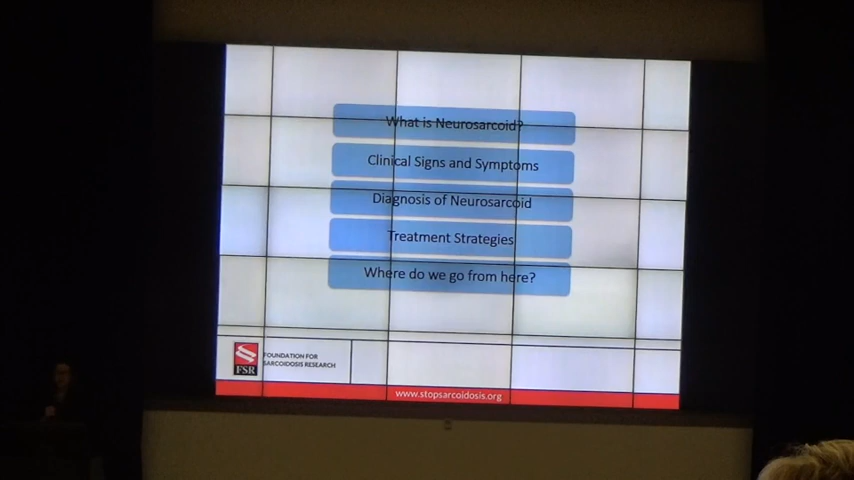 What is Neurosarcoid?
Clinical Signs and Symptoms
Diagnosis of Neurosarcoid
Treatment Strategies
Where do we go from here?
FSR
FOUNDATION FOR
SARCOIDOSIS RESEARCH
www.stopsarcoidosis.org